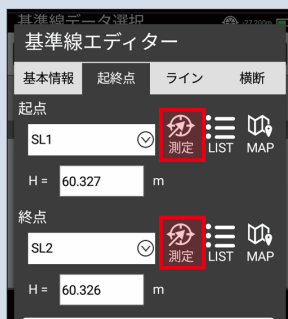 基準線データ選択
-27.200m
基準線エディター
基本情報 起終点 ライン 横断
起点
SL1
測定 LIST MAP
H = 60.327 m
終点
SL2
測定 LIST MAP
H = 60.326 m